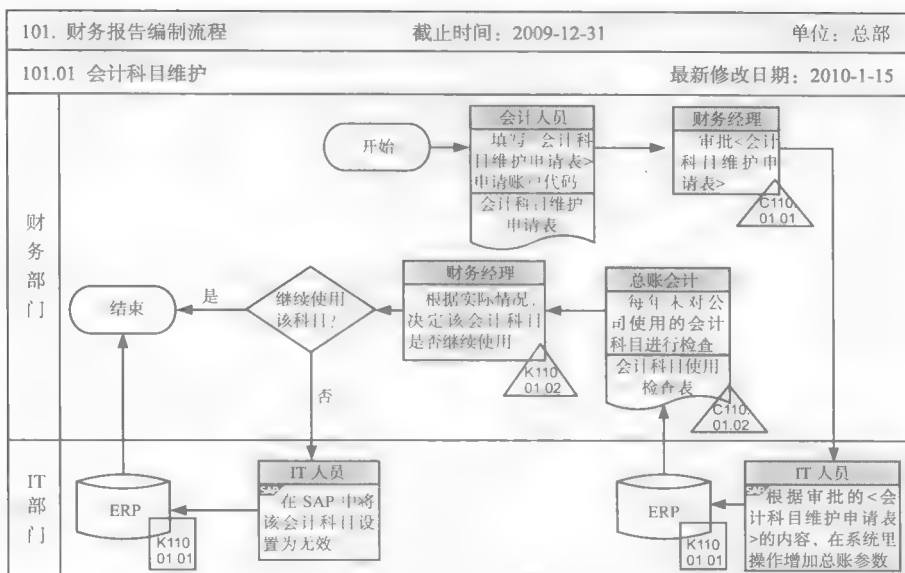 101. 财务报告编制流程 截止时间：2009-12-31 单位：总部
101.01 会计科目维护 最新修改日期：2010-1-15
财务部门
开始
会计人员
填写<会计科
目维护申请表>
申请账户代码
会计科目维护
申请表
财务经理
审批<会计
科目维护申
请表>
C110
01 01
结束
是
继续使用
该科目？
否
财务经理
根据实际情况，
决定该会计科目
是否继续使用
K110
01 02
总账会计
每年末对公
司使用的会计
科目进行检查
会计科目使用
检查表
C110.
01.02
IT
部
门
ERP
K110
01 01
IT 人员
SAP
在 SAP 中将
该会计科目设
置为无效
ERP
K110
01 01
IT 人员
SAP
根据审批的<会
计科目维护申请表
>的内容，在系统里
操作增加总账参数